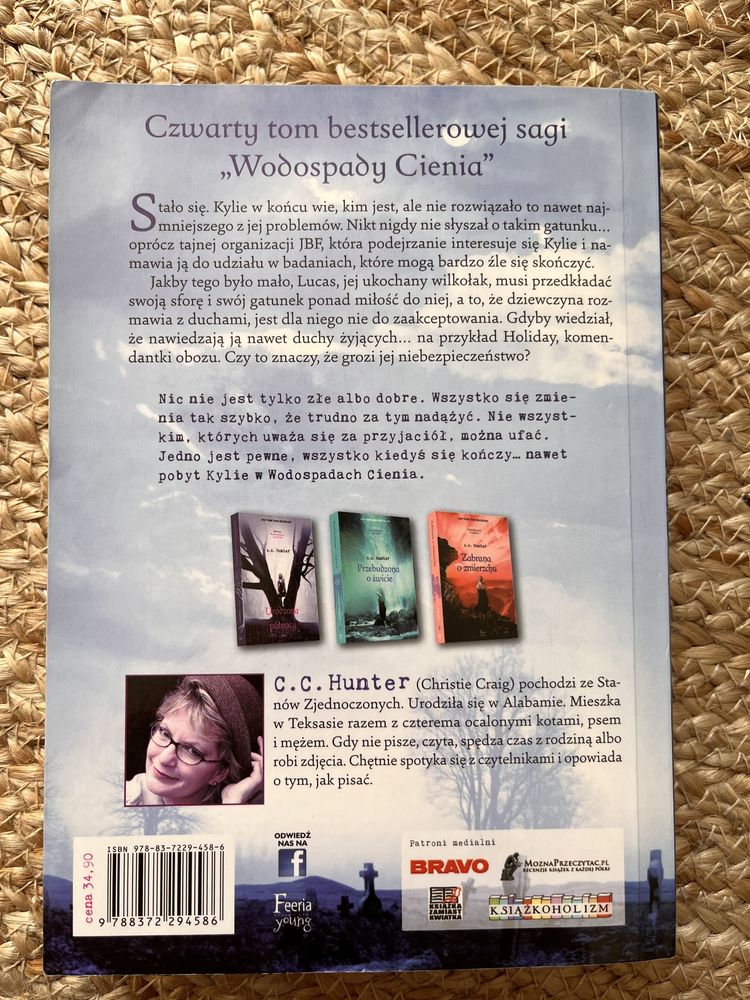 Czwarty tom bestsellerowej sagi
„Wodospady Cienia”
Stało się. Kylie w końcu wie, kim jest, ale nie rozwiązało to nawet naj-
mniejszego z jej problemów. Nikt nigdy nie słyszał o takim gatunku...
oprócz tajnej organizacji JBF, która podejrzanie interesuje się Kylie i na-
mawia ją do udziału w badaniach, które mogą bardzo źle się skończyć.
Jakby tego było mało, Lucas, jej ukochany wilkołak, musi przedkładać
swoją sforę i swój gatunek ponad miłość do niej, a to, że dziewczyna roz-
mawia z duchami, jest dla niego nie do zaakceptowania. Gdyby wiedział,
że nawiedzają ją nawet duchy żyjących... na przykład Holiday, komen-
dantki obozu. Czy to znaczy, że grozi jej niebezpieczeństwo?
Nic nie jest tylko złe albo dobre. Wszystko się zmie-
nia tak szybko, że trudno za tym nadążyć. Nie wszyst-
kim, których uważa się za przyjaciół, można ufać.
Jedno jest pewne, wszystko kiedyś się kończy... nawet
pobyt Kylie w Wodospadach Cienia.
c.c. hunter
Urodzona o północy
c.c. hunter
Przebudzona
o świcie
c.c. hunter
Zabrana
o zmierzchu
C.C. Hunter (Christie Craig) pochodzi ze Sta-
nów Zjednoczonych. Urodziła się w Alabamie. Mieszka
w Teksasie razem z czterema ocalonymi kotami, psem
i mężem. Gdy nie pisze, czyta, spędza czas z rodziną albo
robi zdjęcia. Chętnie spotyka się z czytelnikami i opowiada
o tym, jak pisać.
ISBN 978-83-7229-458-6
9 788372 294586
cena 34,90
ODWIEDŹ
NAS NA
f
Feeria
young
Patroni medialni
BRAVO
MOZNAPRZECZYTAC.PL
RECENZJE KSIĄŻEK Z KAŻDEJ PÓŁKI
KSIĄŻKA
ZAMIAST
KWIATKA
KSIĄŻKOHOLIZM